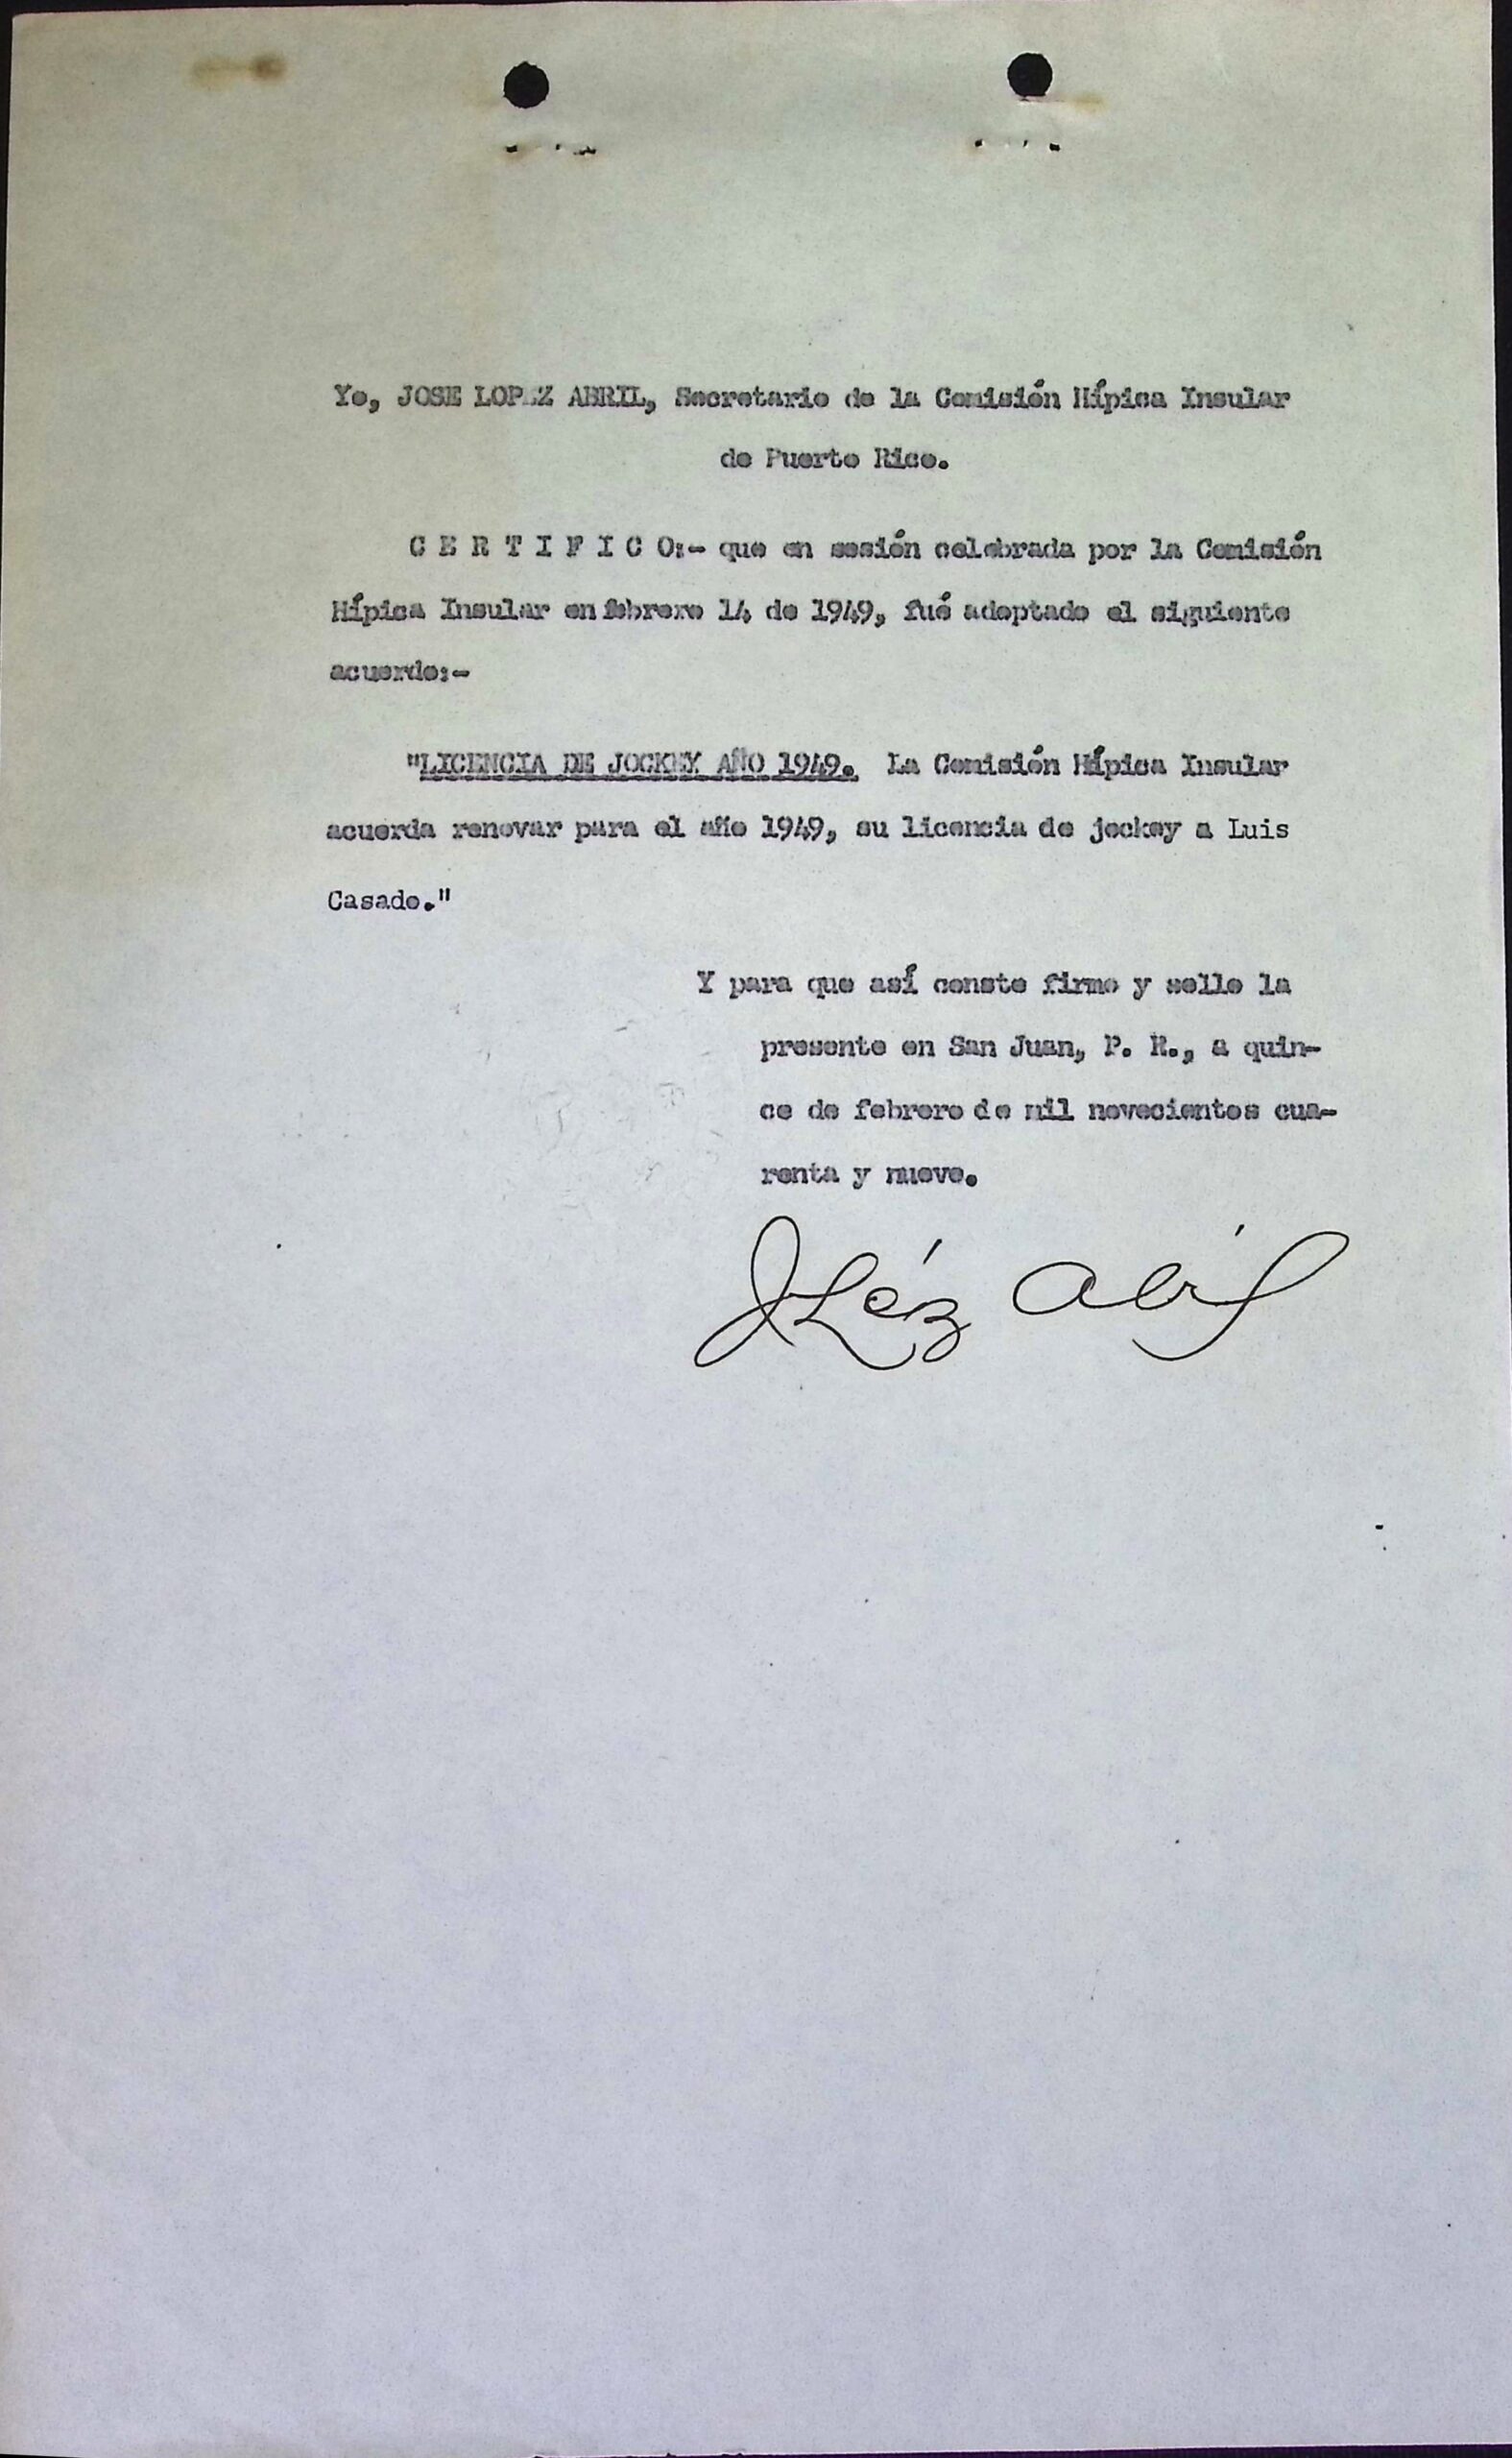 Yo, JOSE LOPEZ ABRIL, Secretario de la Comisión Hípica Insular
de Puerto Rico.
C E R T I F I C O:- que en sesión celebrada por la Comisión
Hípica Insular en febrero 14 de 1949, fué adoptado el siguiente
acuerdo:-
"LICENCIA DE JOCKEY AÑO 1949. La Comisión Hípica Insular
acuerda renovar para el año 1949, su licencia de jockey a Luis
Casado."
Y para que así conste firmo y sello la
presente en San Juan, P. R., a quin-
ce de febrero de mil novecientos cua-
renta y nueve.
JLóz Abril